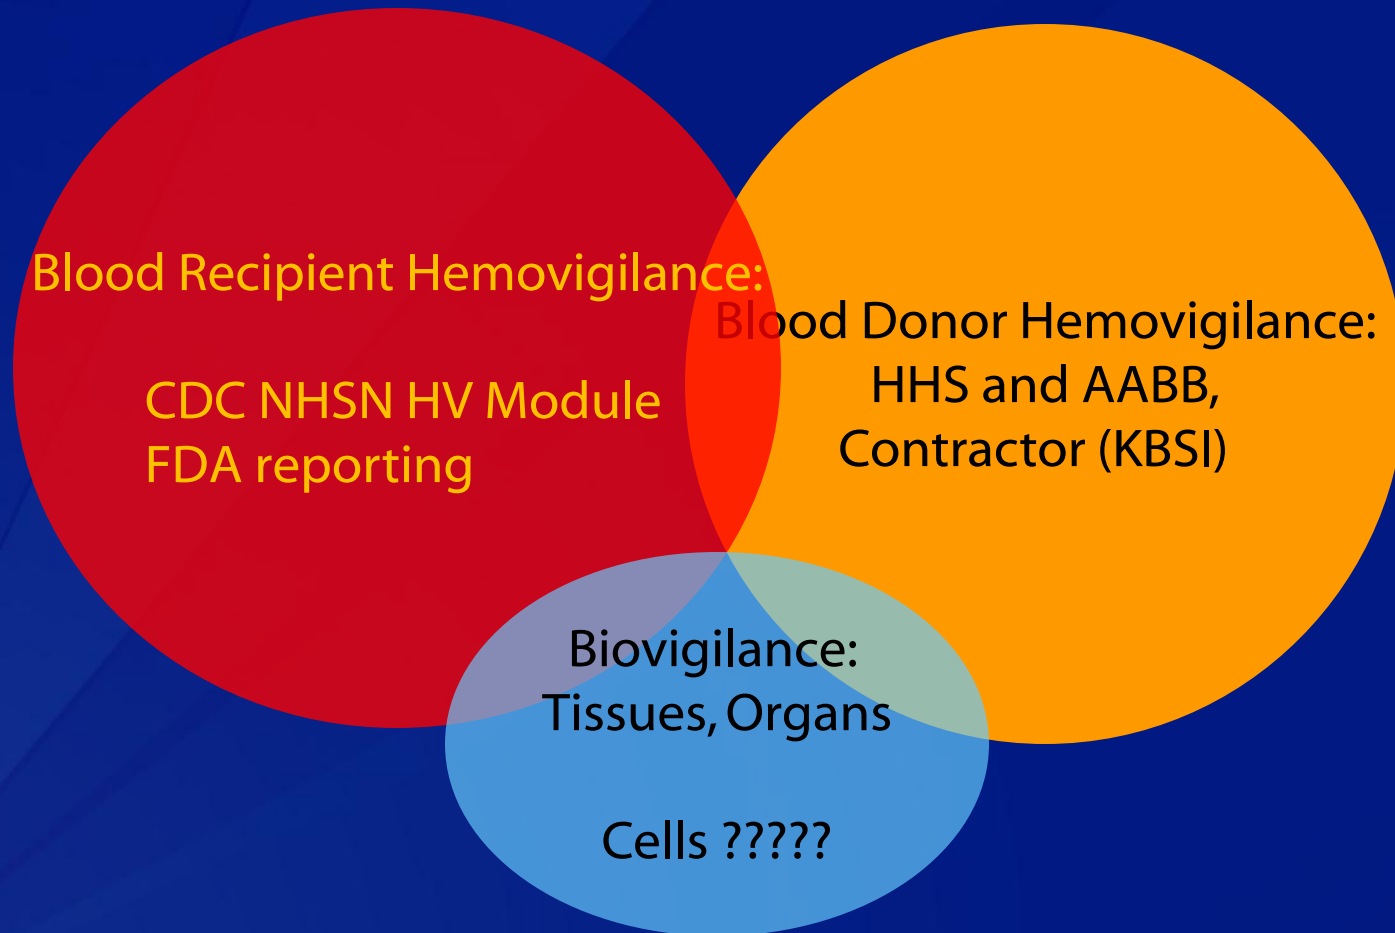 Blood Recipient Hemovigilance:
CDC NHSN HV Module
FDA reporting
Blood Donor Hemovigilance:
HHS and AABB,
Contractor (KBSI)
Biovigilance:
Tissues, Organs
Cells ?????